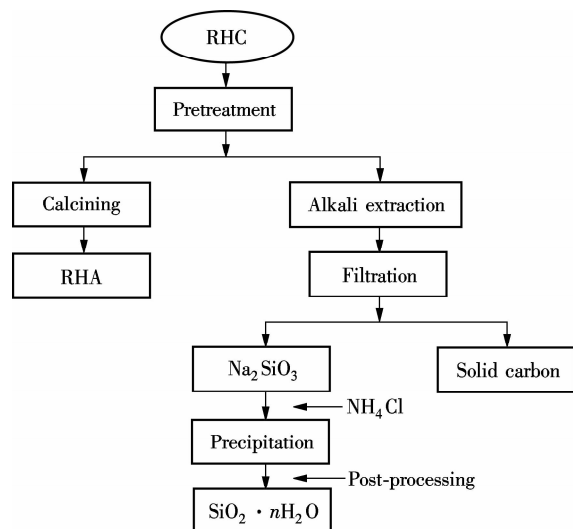 RHC
Pretreatment
Calcining
Alkali extraction
RHA
Filtration
Na₂SiO₃
Solid carbon
NH₄Cl
Precipitation
Post-processing
SiO₂ · nH₂O